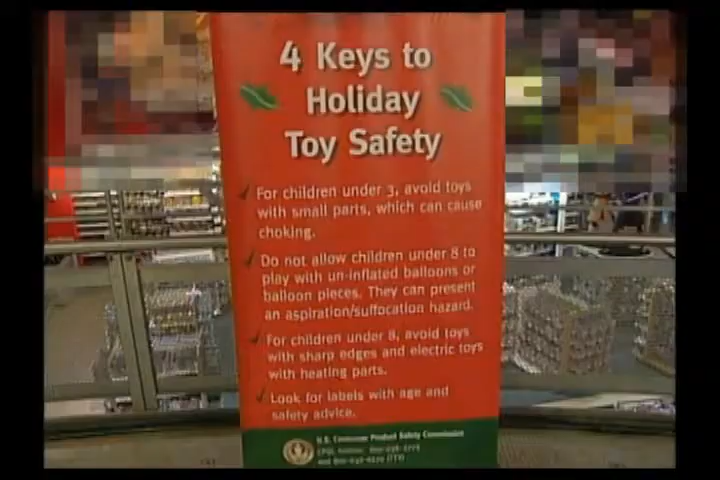 4 Keys to
Holiday
Toy Safety
For children under 3, avoid toys
with small parts, which can cause
choking.
Do not allow children under 8 to
play with un-inflated balloons or
balloon pieces. They can present
an aspiration/suffocation hazard.
For children under 8, avoid toys
with sharp edges and electric toys
with heating parts.
Look for labels with age and
safety advice.
U.S. Consumer Product Safety Commission